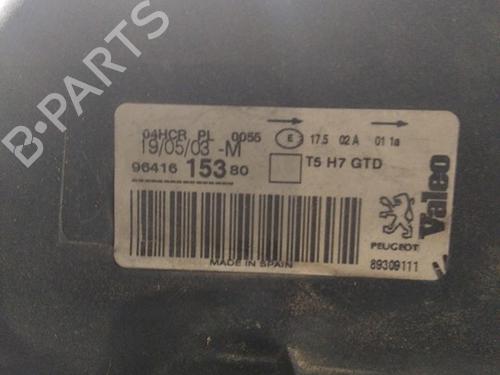 B-PARTS
04HCR PL 0055 E 17.5 02 A 01 1a
19/05/03 -M
96416 153 80
T5 H7 GTD
PEUGEOT
Valeo
MADE IN SPAIN
89309111